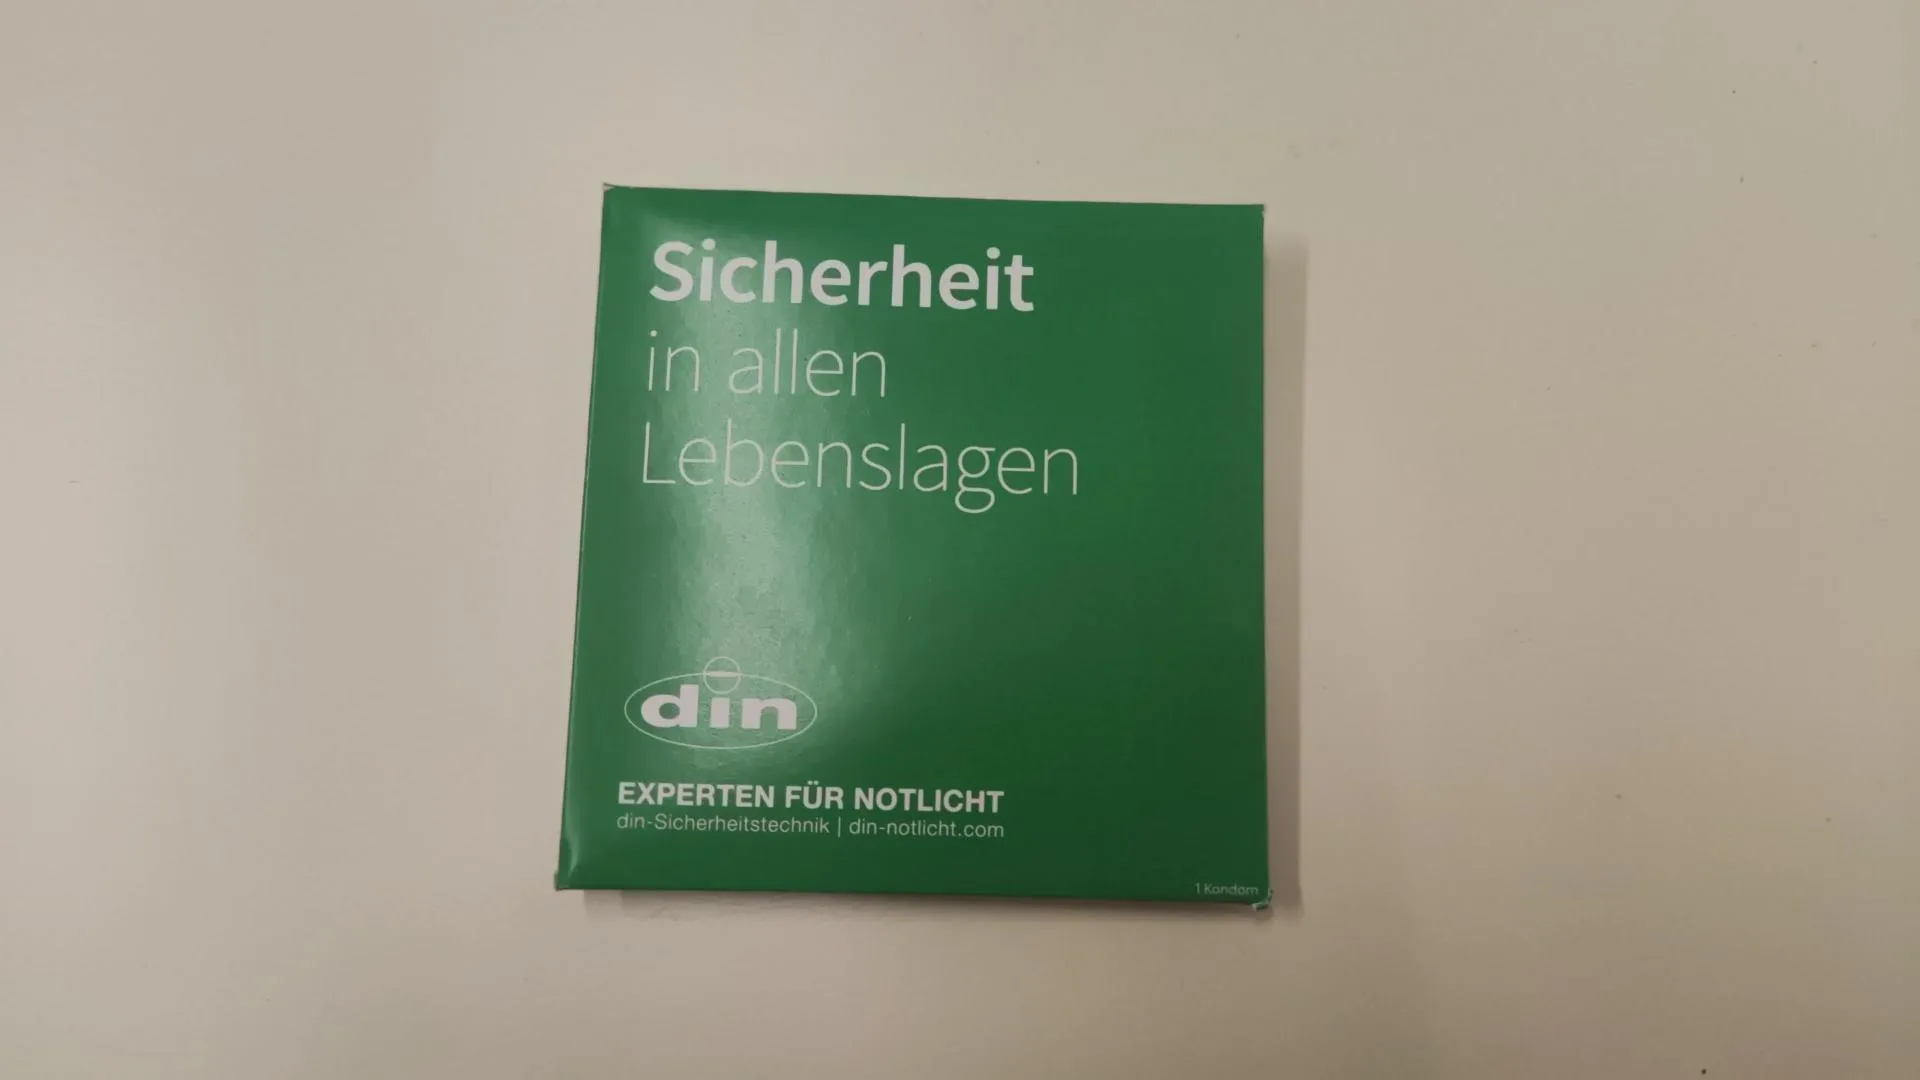 Sicherheit
in allen
Lebenslagen
din
EXPERTEN FÜR NOTLICHT
din-Sicherheitstechnik | din-notlicht.com
1 Kondom